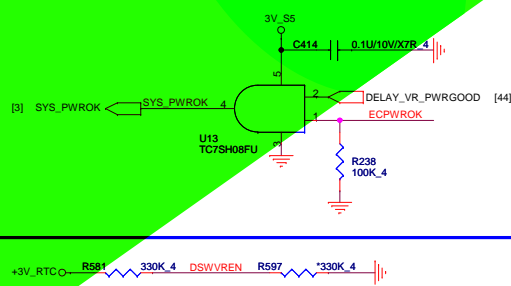 3V_S5
C414 0.1U/10V/X7R_4
5
2 DELAY_VR_PWRGOOD [44]
[3] SYS_PWROK SYS_PWROK 4
1 ECPWROK
U13
TC7SH08FU
3
R238
100K_4
+3V_RTC R581 330K_4 DSWVREN R597 *330K_4